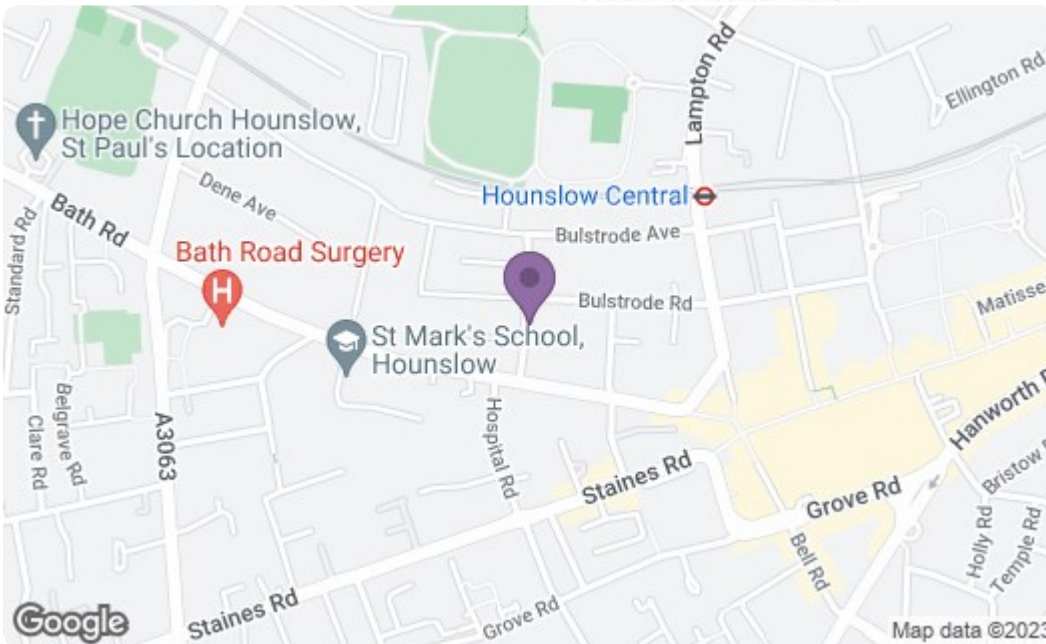 Lampton Rd
Ellington Rd
Hope Church Hounslow,
St Paul's Location
Dene Ave
Hounslow Central
Bath Rd
Standard Rd
Bulstrode Ave
Bath Road Surgery
H
Bulstrode Rd
Matisse
St Mark's School,
Hounslow
Belgrave Rd
Clare Rd
A3063
Hospital Rd
Hanworth
Staines Rd
Bristow
Grove Rd
Bell Rd
Holly Rd
Temple Rd
Staines Rd
Grove Rd
Google
Map data ©2023